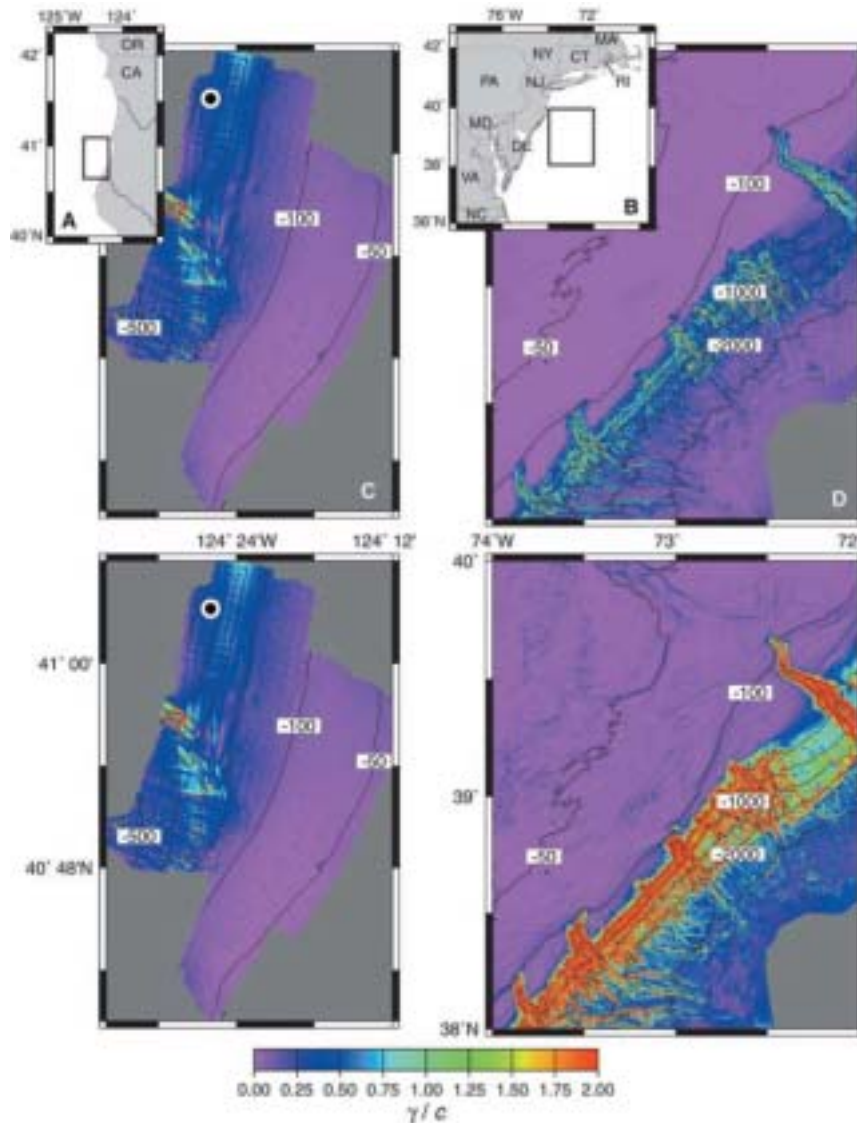 125˚W 124˚
42˚
OR
CA
41˚
40˚N
A
-100
-50
-500
C
76˚W 72˚
42˚
MA
NY
CT
PA
NJ
RI
40˚
MD
DE
38˚
VA
NC
36˚N
B
-100
-1000
-50
-2000
D
124˚ 24'W 124˚ 12'
41˚ 00'
-100
-50
-500
40˚ 48'N
74˚W 73˚ 72
40˚
-100
39˚
-1000
-50
-2000
38˚N
0.00 0.25 0.50 0.75 1.00 1.25 1.50 1.75 2.00
γ / c